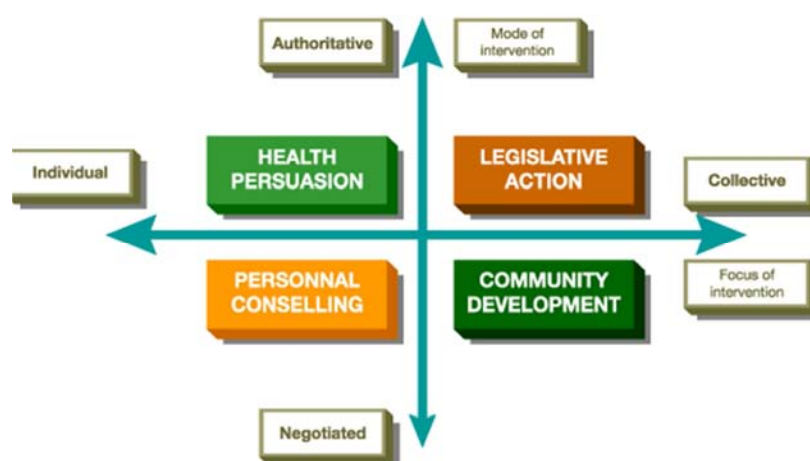 Authoritative
Mode of
intervention
Individual
HEALTH
PERSUASION
LEGISLATIVE
ACTION
Collective
PERSONNAL
CONSELLING
COMMUNITY
DEVELOPMENT
Focus of
intervention
Negotiated